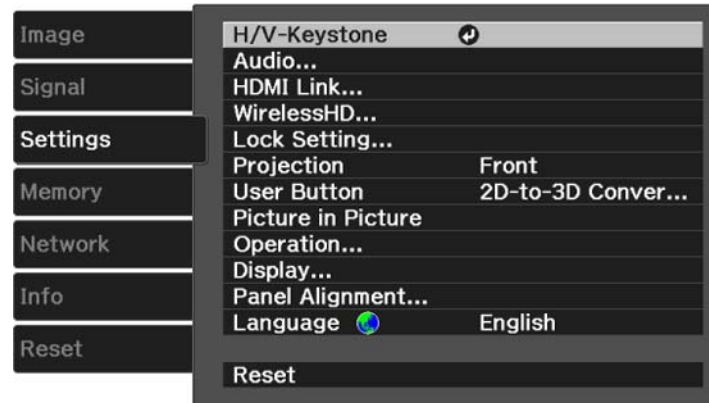 Image
Signal
Settings
Memory
Network
Info
Reset
H/V-Keystone
Audio...
HDMI Link...
WirelessHD...
Lock Setting...
Projection Front
User Button 2D-to-3D Conver...
Picture in Picture
Operation...
Display...
Panel Alignment...
Language English
Reset